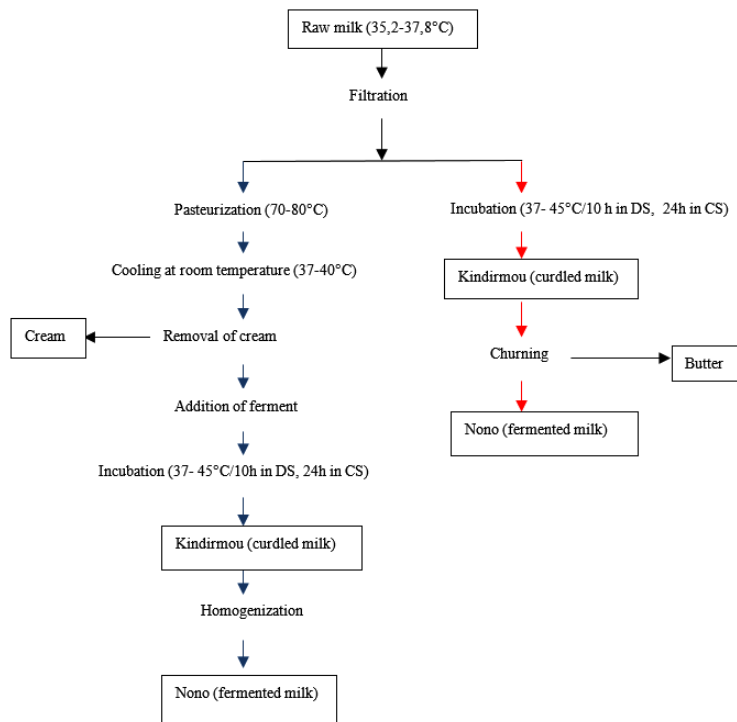 Raw milk (35,2-37,8°C)
Filtration
Pasteurization (70-80°C)
Cooling at room temperature (37-40°C)
Removal of cream
Cream
Addition of ferment
Incubation (37- 45°C/10h in DS, 24h in CS)
Kindirmou (curdled milk)
Homogenization
Nono (fermented milk)
Incubation (37- 45°C/10 h in DS, 24h in CS)
Kindirmou (curdled milk)
Churning
Butter
Nono (fermented milk)